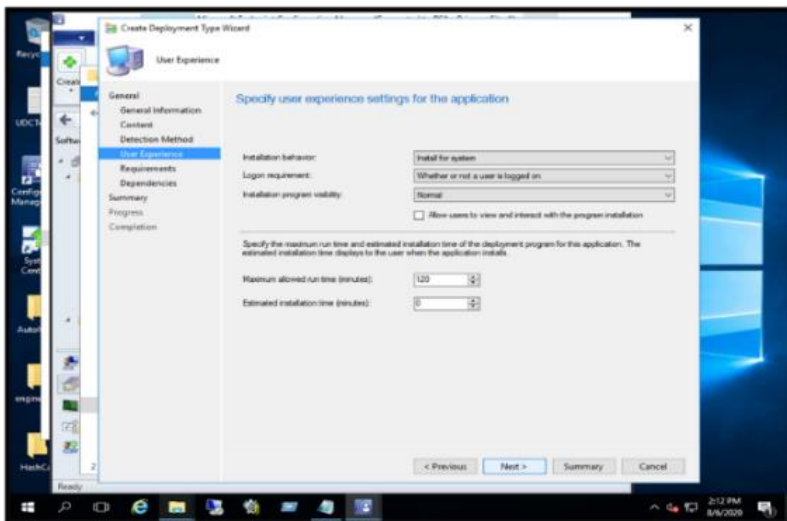 Create Deployment Type Wizard
User Experience
General
General Information
Content
Detection Method
User Experience
Requirements
Dependencies
Summary
Progress
Completion
Specify user experience settings for the application
Installation behavior: Install for system
Logon requirement: Whether or not a user is logged on
Installation program visibility: Normal
Allow users to view and interact with the program installation
Specify the maximum run time and estimated installation time of the deployment program for this application. The
estimated installation time displays to the user when the application installs.
Maximum allowed run time (minutes): 120
Estimated installation time (minutes): 0
< Previous Next > Summary Cancel
Ready
2:12 PM
8/6/2020